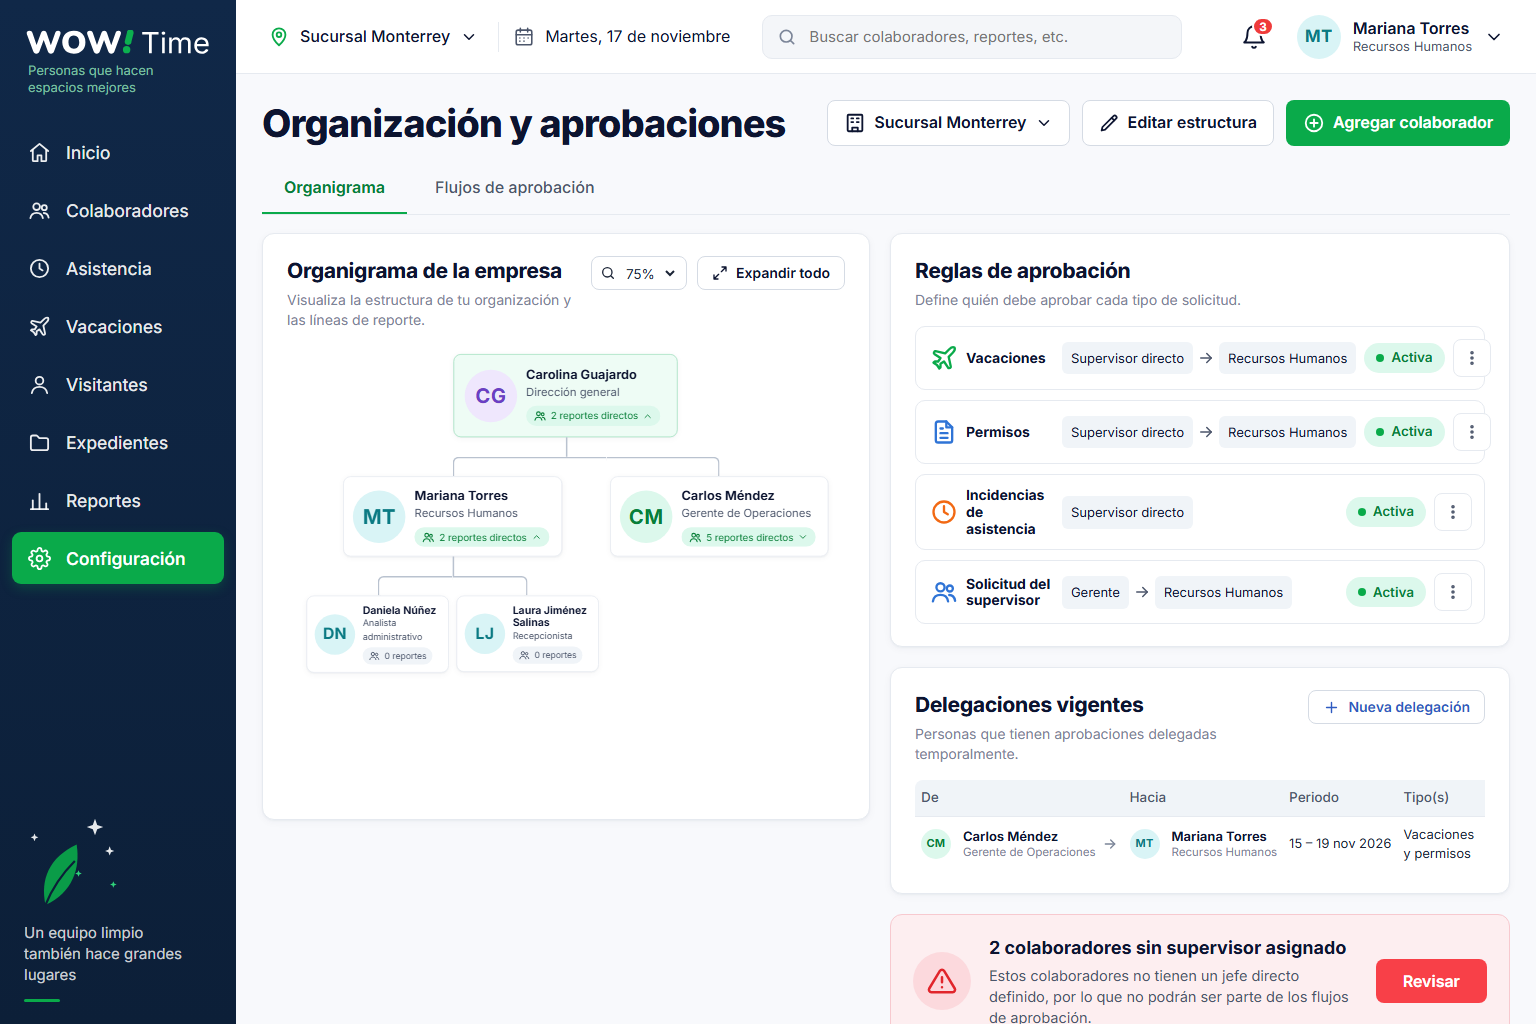 WOW! Time
Personas que hacen
espacios mejores
Inicio
Colaboradores
Asistencia
Vacaciones
Visitantes
Expedientes
Reportes
Configuración
Un equipo limpio
también hace grandes
lugares
Sucursal Monterrey
Martes, 17 de noviembre
Buscar colaboradores, reportes, etc.
3
MT
Mariana Torres
Recursos Humanos
Organización y aprobaciones
Sucursal Monterrey
Editar estructura
Agregar colaborador
Organigrama
Flujos de aprobación
Organigrama de la empresa
75%
Expandir todo
Visualiza la estructura de tu organización y
las líneas de reporte.
CG
Carolina Guajardo
Dirección general
2 reportes directos
MT
Mariana Torres
Recursos Humanos
2 reportes directos
CM
Carlos Méndez
Gerente de Operaciones
5 reportes directos
DN
Daniela Núñez
Analista
administrativo
0 reportes
LJ
Laura Jiménez
Salinas
Recepcionista
0 reportes
Reglas de aprobación
Define quién debe aprobar cada tipo de solicitud.
Vacaciones
Supervisor directo
Recursos Humanos
Activa
Permisos
Supervisor directo
Recursos Humanos
Activa
Incidencias
de
asistencia
Supervisor directo
Activa
Solicitud del
supervisor
Gerente
Recursos Humanos
Activa
Delegaciones vigentes
Nueva delegación
Personas que tienen aprobaciones delegadas
temporalmente.
De
Hacia
Periodo
Tipo(s)
CM
Carlos Méndez
Gerente de Operaciones
MT
Mariana Torres
Recursos Humanos
15 – 19 nov 2026
Vacaciones
y permisos
2 colaboradores sin supervisor asignado
Estos colaboradores no tienen un jefe directo
definido, por lo que no podrán ser parte de los flujos
de aprobación.
Revisar